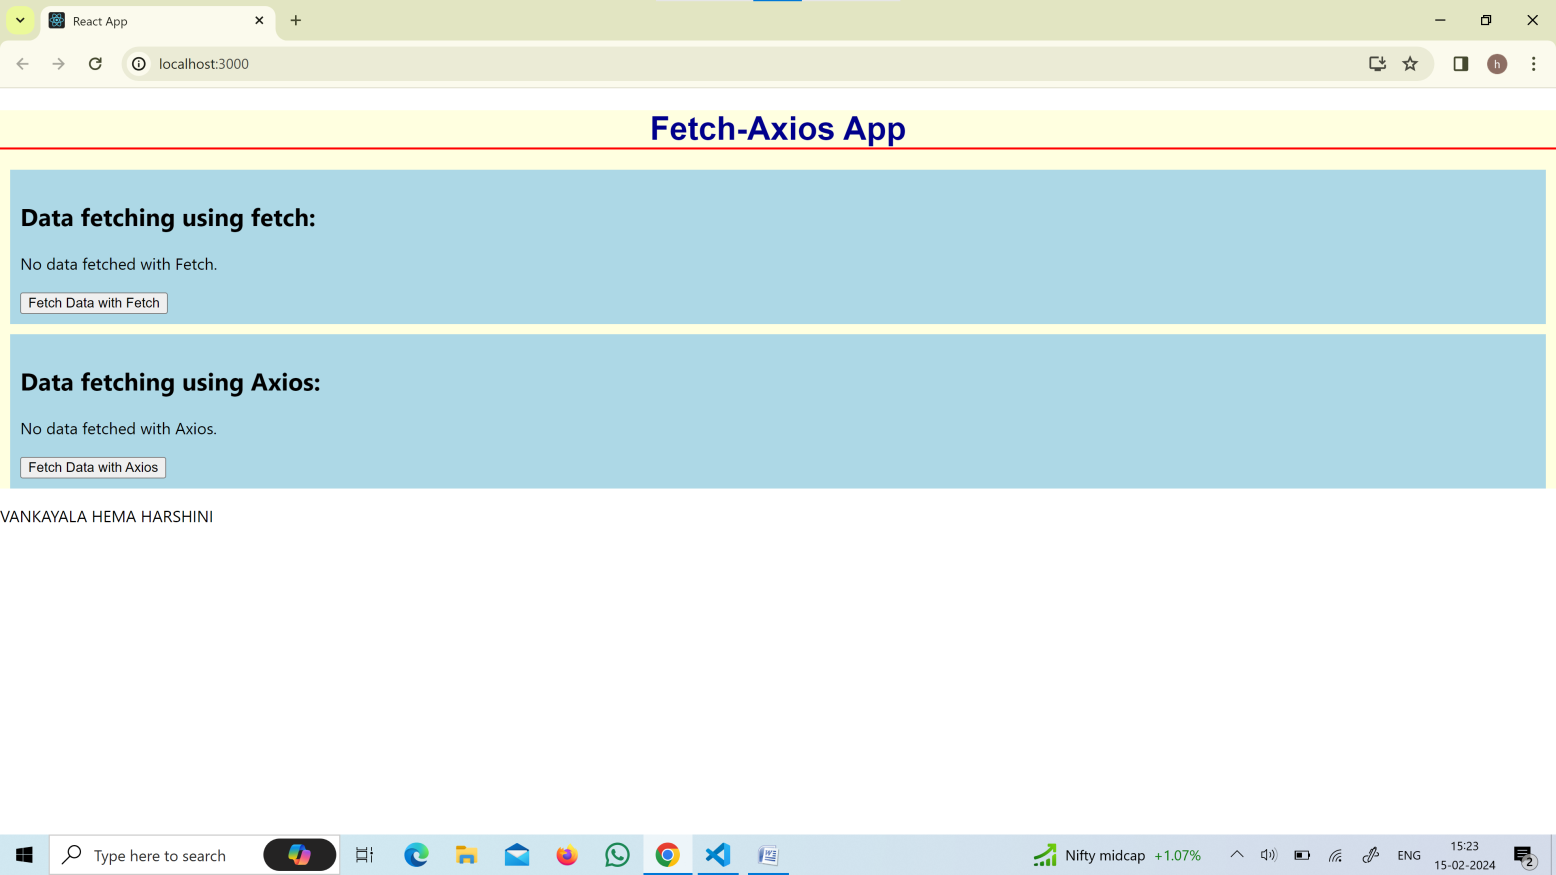 React App
localhost:3000
h
Fetch-Axios App
Data fetching using fetch:
No data fetched with Fetch.
Fetch Data with Fetch
Data fetching using Axios:
No data fetched with Axios.
Fetch Data with Axios
VANKAYALA HEMA HARSHINI
Type here to search
Nifty midcap +1.07%
ENG
15:23
15-02-2024
2